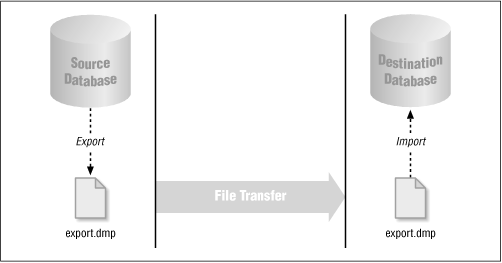 Source
Database
Export
export.dmp
File Transfer
Destination
Database
Import
export.dmp